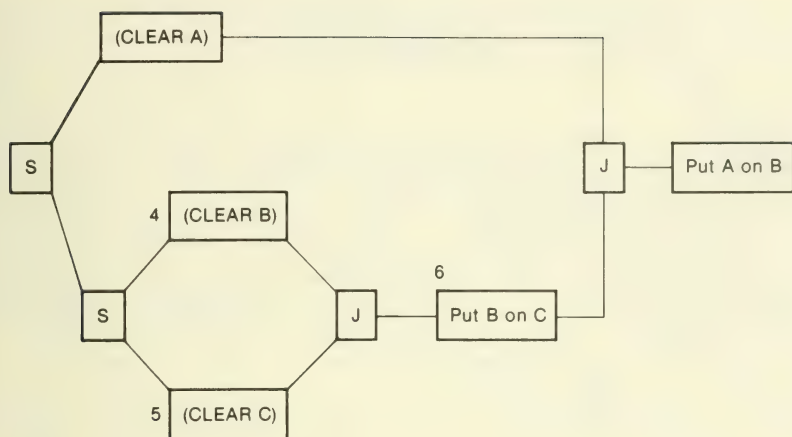 (CLEAR A)
S
J
Put A on B
4
(CLEAR B)
6
S
J
Put B on C
5
(CLEAR C)